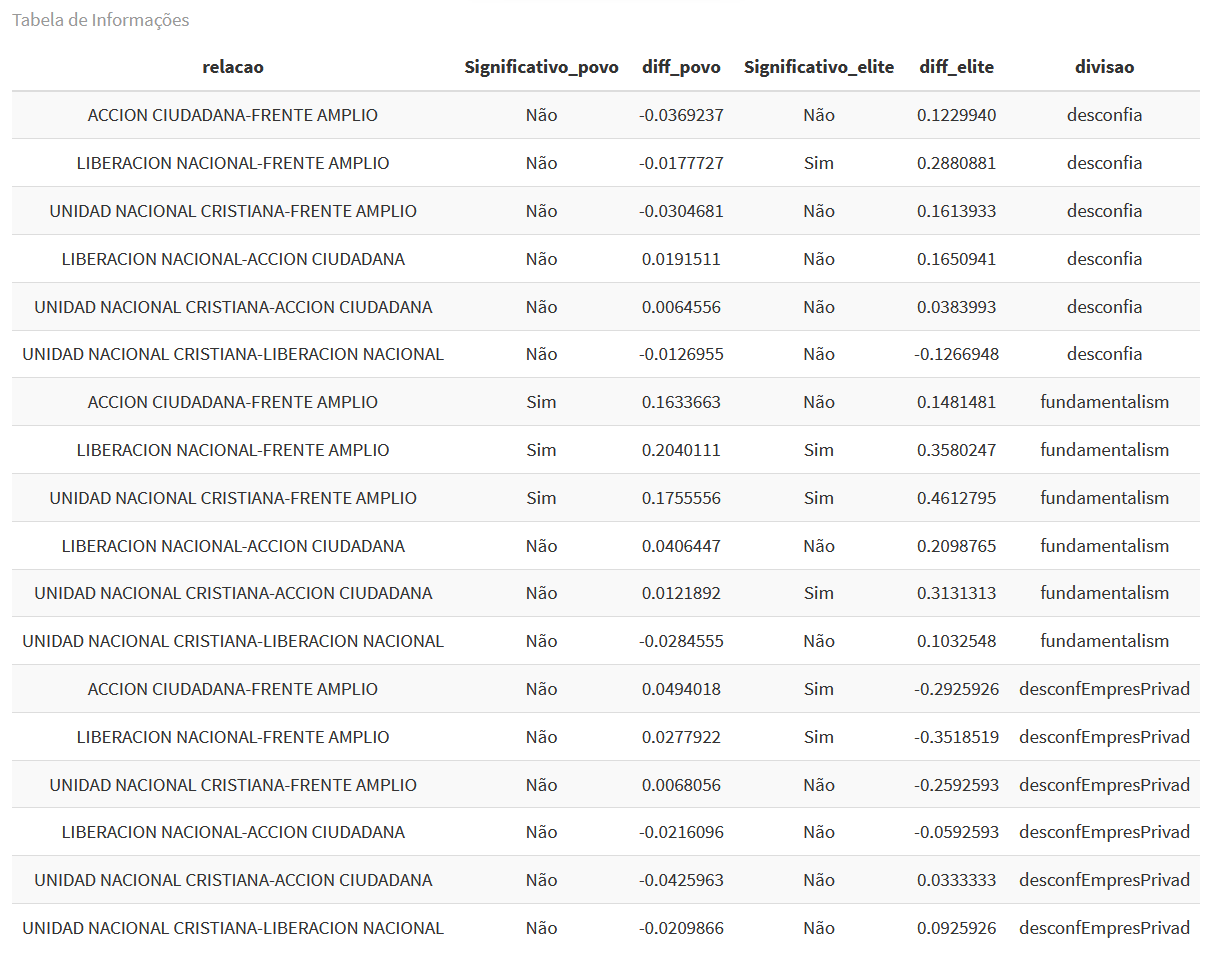 Tabela de Informações
relacao Significativo_povo diff_povo Significativo_elite diff_elite divisao
ACCION CIUDADANA-FRENTE AMPLIO Não -0.0369237 Não 0.1229940 desconfia
LIBERACION NACIONAL-FRENTE AMPLIO Não -0.0177727 Sim 0.2880881 desconfia
UNIDAD NACIONAL CRISTIANA-FRENTE AMPLIO Não -0.0304681 Não 0.1613933 desconfia
LIBERACION NACIONAL-ACCION CIUDADANA Não 0.0191511 Não 0.1650941 desconfia
UNIDAD NACIONAL CRISTIANA-ACCION CIUDADANA Não 0.0064556 Não 0.0383993 desconfia
UNIDAD NACIONAL CRISTIANA-LIBERACION NACIONAL Não -0.0126955 Não -0.1266948 desconfia
ACCION CIUDADANA-FRENTE AMPLIO Sim 0.1633663 Não 0.1481481 fundamentalism
LIBERACION NACIONAL-FRENTE AMPLIO Sim 0.2040111 Sim 0.3580247 fundamentalism
UNIDAD NACIONAL CRISTIANA-FRENTE AMPLIO Sim 0.1755556 Sim 0.4612795 fundamentalism
LIBERACION NACIONAL-ACCION CIUDADANA Não 0.0406447 Não 0.2098765 fundamentalism
UNIDAD NACIONAL CRISTIANA-ACCION CIUDADANA Não 0.0121892 Sim 0.3131313 fundamentalism
UNIDAD NACIONAL CRISTIANA-LIBERACION NACIONAL Não -0.0284555 Não 0.1032548 fundamentalism
ACCION CIUDADANA-FRENTE AMPLIO Não 0.0494018 Sim -0.2925926 desconfEmpresPrivad
LIBERACION NACIONAL-FRENTE AMPLIO Não 0.0277922 Sim -0.3518519 desconfEmpresPrivad
UNIDAD NACIONAL CRISTIANA-FRENTE AMPLIO Não 0.0068056 Não -0.2592593 desconfEmpresPrivad
LIBERACION NACIONAL-ACCION CIUDADANA Não -0.0216096 Não -0.0592593 desconfEmpresPrivad
UNIDAD NACIONAL CRISTIANA-ACCION CIUDADANA Não -0.0425963 Não 0.0333333 desconfEmpresPrivad
UNIDAD NACIONAL CRISTIANA-LIBERACION NACIONAL Não -0.0209866 Não 0.0925926 desconfEmpresPrivad